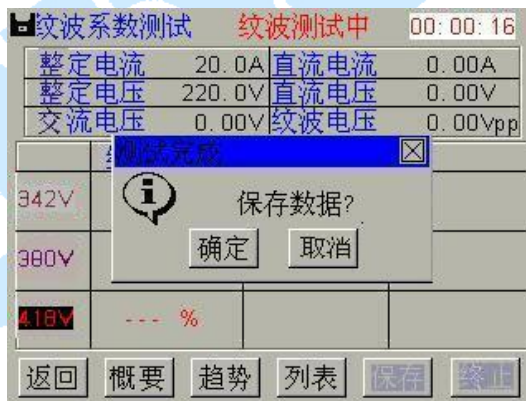 纹波系数测试 纹波测试中 00:00:16
整定电流 20.0A 直流电流 0.00A
整定电压 220.0V 直流电压 0.00V
交流电压 0.00V 纹波电压 0.00Vpp
测试完成
342V
保存数据?
确定 取消
380V
418V --- %
返回 概要 趋势 列表 保存 终止